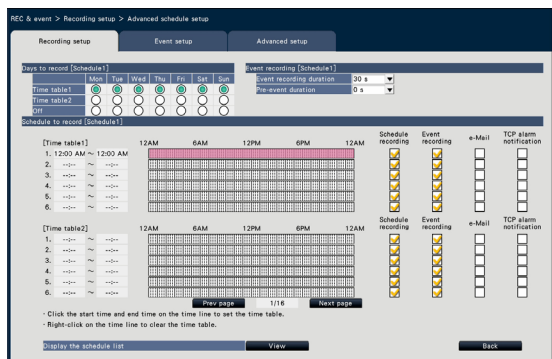 REC & event > Recording setup > Advanced schedule setup
Recording setup Event setup Advanced setup
Days to record [Schedule1] Event recording [Schedule1]
Mon Tue Wed Thu Fri Sat Sun Event recording duration 30 s
Time table1 Pre-event duration 0 s
Time table2
Off
Schedule to record [Schedule1]
[Time table1] 12AM 6AM 12PM 6PM 12AM Schedule recording Event recording e-Mail TCP alarm notification
1. 12:00 AM ~ 12:00 AM
2. --:-- ~ --:--
3. --:-- ~ --:--
4. --:-- ~ --:--
5. --:-- ~ --:--
6. --:-- ~ --:--
[Time table2] 12AM 6AM 12PM 6PM 12AM Schedule recording Event recording e-Mail TCP alarm notification
1. --:-- ~ --:--
2. --:-- ~ --:--
3. --:-- ~ --:--
4. --:-- ~ --:--
5. --:-- ~ --:--
6. --:-- ~ --:--
Prev page 1/16 Next page
· Click the start time and end time on the time line to set the time table.
· Right-click on the time line to clear the time table.
Display the schedule list View Back